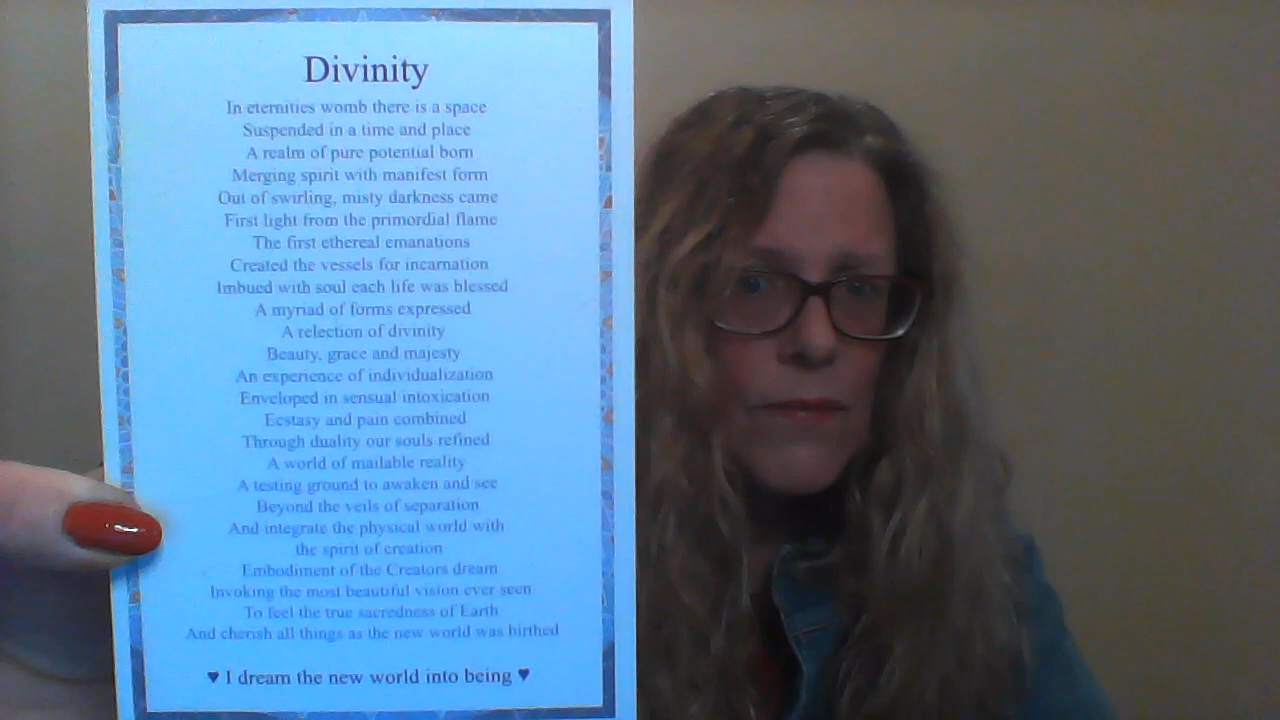 Divinity
In eternities womb there is a space
Suspended in a time and place
A realm of pure potential born
Merging spirit with manifest form
Out of swirling, misty darkness came
First light from the primordial flame
The first ethereal emanations
Created the vessels for incarnation
Imbued with soul each life was blessed
A myriad of forms expressed
A relection of divinity
Beauty, grace and majesty
An experience of individualization
Enveloped in sensual intoxication
Ecstasy and pain combined
Through duality our souls refined
A world of mailable reality
A testing ground to awaken and see
Beyond the veils of separation
And integrate the physical world with
the spirit of creation
Embodiment of the Creators dream
Invoking the most beautiful vision ever seen
To feel the true sacredness of Earth
And cherish all things as the new world was birthed
♥ I dream the new world into being ♥